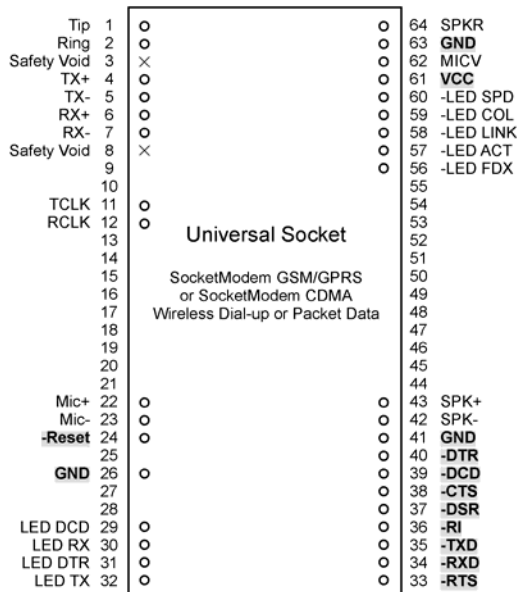 Tip 1 64 SPKR
Ring 2 63 GND
Safety Void 3 62 MICV
TX+ 4 61 VCC
TX- 5 60 -LED SPD
RX+ 6 59 -LED COL
RX- 7 58 -LED LINK
Safety Void 8 57 -LED ACT
9 56 -LED FDX
10 55
TCLK 11 54
RCLK 12 53
13 Universal Socket 52
14 51
15 SocketModem GSM/GPRS 50
16 or SocketModem CDMA 49
17 Wireless Dial-up or Packet Data 48
18 47
19 46
20 45
21 44
Mic+ 22 43 SPK+
Mic- 23 42 SPK-
-Reset 24 41 GND
25 40 -DTR
GND 26 39 -DCD
27 38 -CTS
28 37 -DSR
LED DCD 29 36 -RI
LED RX 30 35 -TXD
LED DTR 31 34 -RXD
LED TX 32 33 -RTS